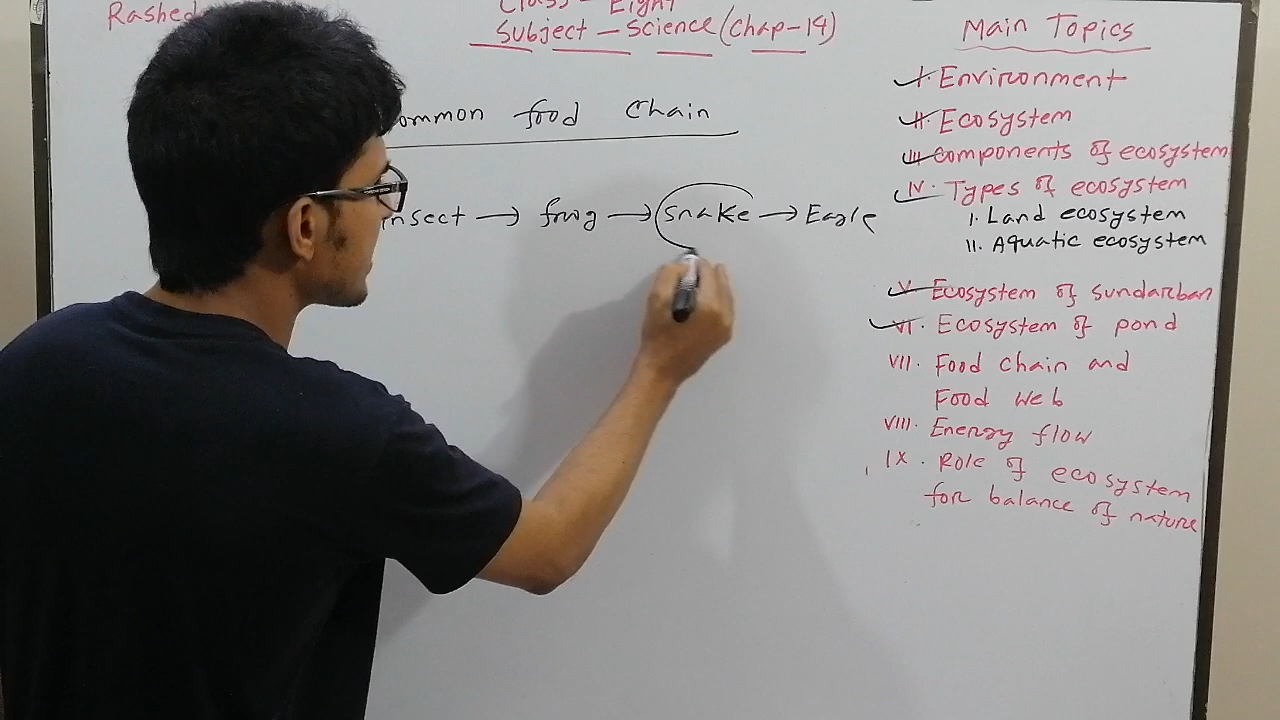 Rashed
Class - Eight
Subject - Science (Chap-14)
ommon food Chain
insect → frog → snake → Eagle
Main Topics
I. Environment
II. Ecosystem
III components of ecosystem
IV. Types of ecosystem
I. Land ecosystem
II. Aquatic ecosystem
V. Ecosystem of sundarban
VI. Ecosystem of pond
VII. Food chain and
Food web
VIII. Energy flow
IX. Role of ecosystem
for balance of nature